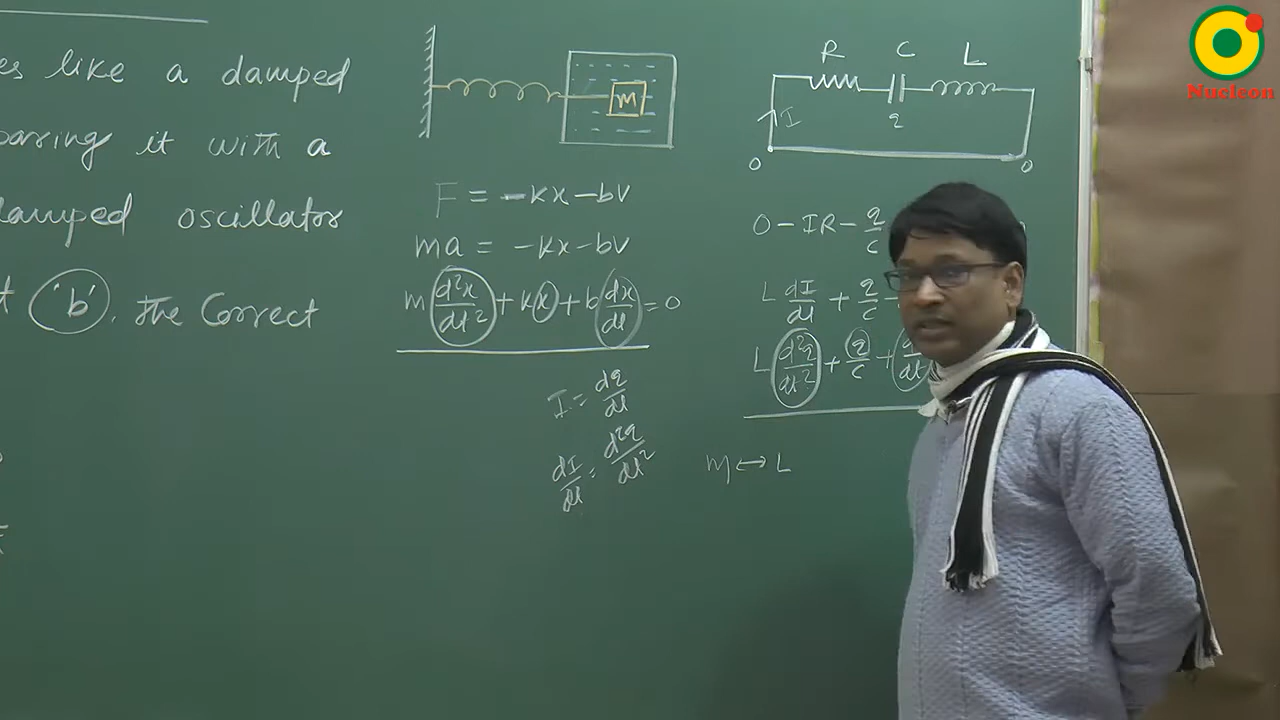 es like a damped
paring it with a
damped oscillator
'b'. The Correct
m
F = -kx - bv
ma = -kx - bv
m d²x/dt² + kx + b dx/dt = 0
I = dq/dt
dI/dt = d²q/dt²
R C L
I q
0 0
0 - IR - q/c
L dI/dt + q/c
L d²q/dt² + q/c +
m ↔ L
Nucleon